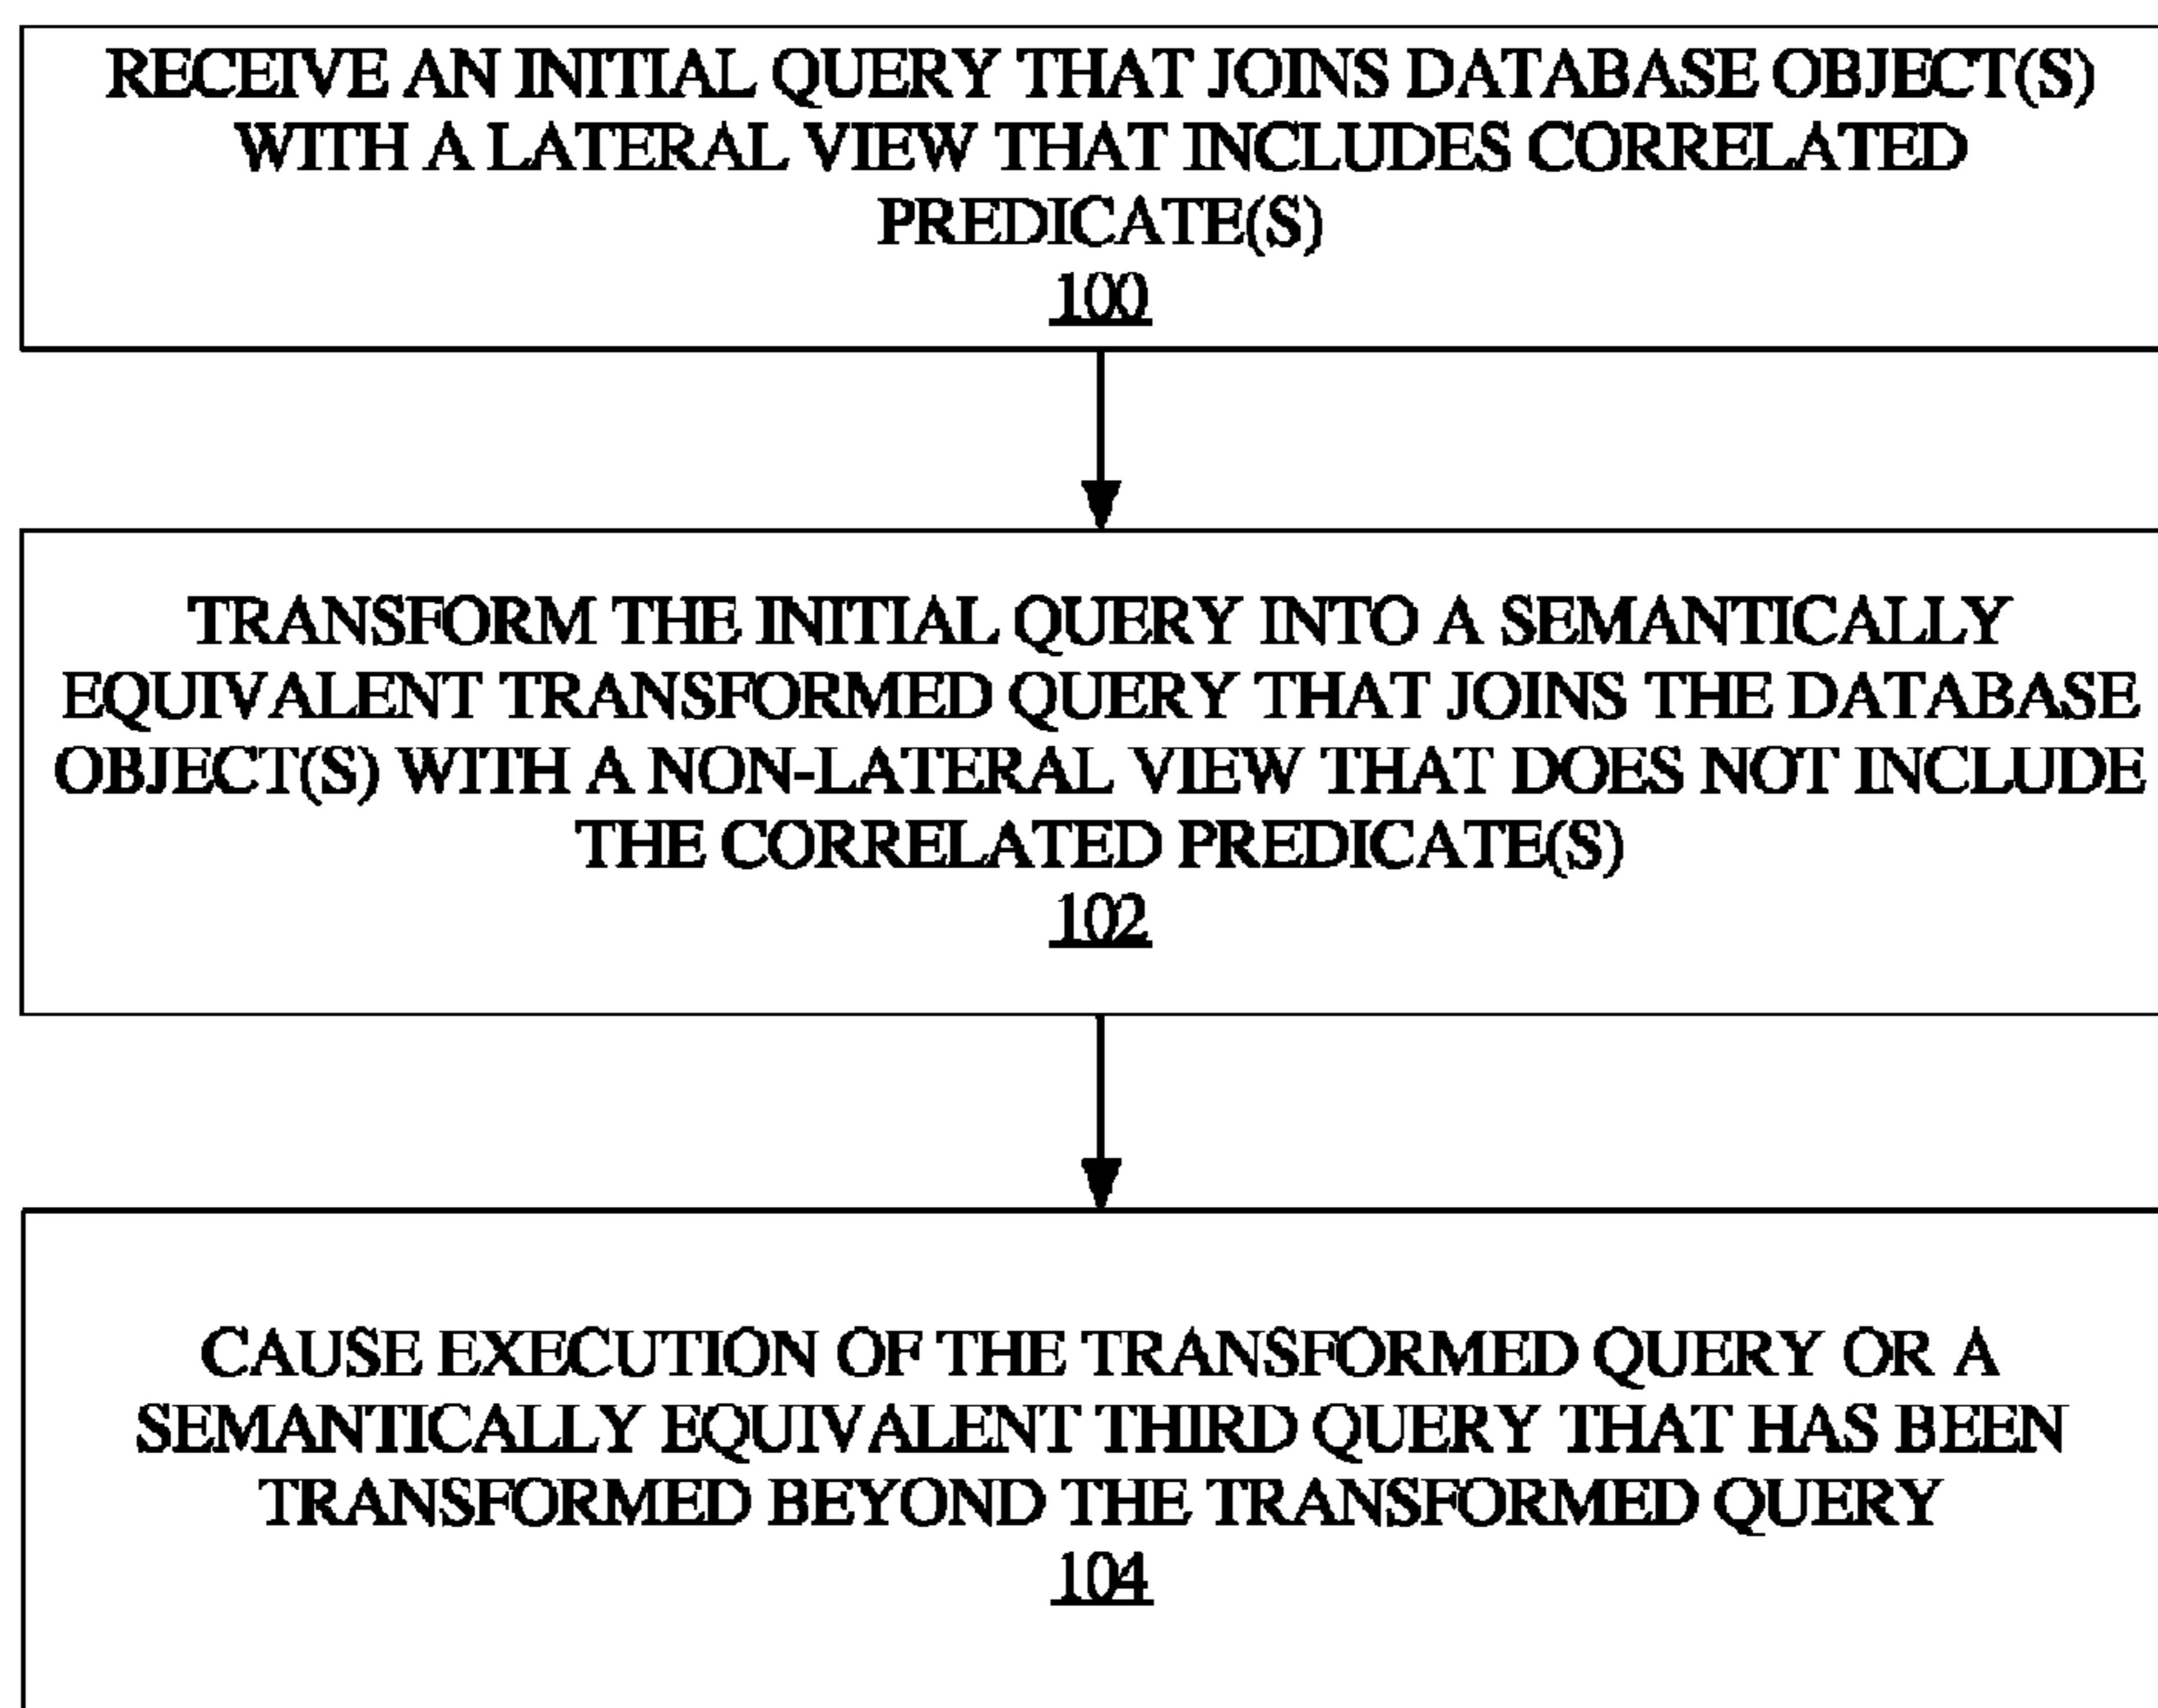 RECEIVE AN INITIAL QUERY THAT JOINS DATABASE OBJECT(S)
WITH A LATERAL VIEW THAT INCLUDES CORRELATED
PREDICATE(S)
100
TRANSFORM THE INITIAL QUERY INTO A SEMANTICALLY
EQUIVALENT TRANSFORMED QUERY THAT JOINS THE DATABASE
OBJECT(S) WITH A NON-LATERAL VIEW THAT DOES NOT INCLUDE
THE CORRELATED PREDICATE(S)
102
CAUSE EXECUTION OF THE TRANSFORMED QUERY OR A
SEMANTICALLY EQUIVALENT THIRD QUERY THAT HAS BEEN
TRANSFORMED BEYOND THE TRANSFORMED QUERY
104